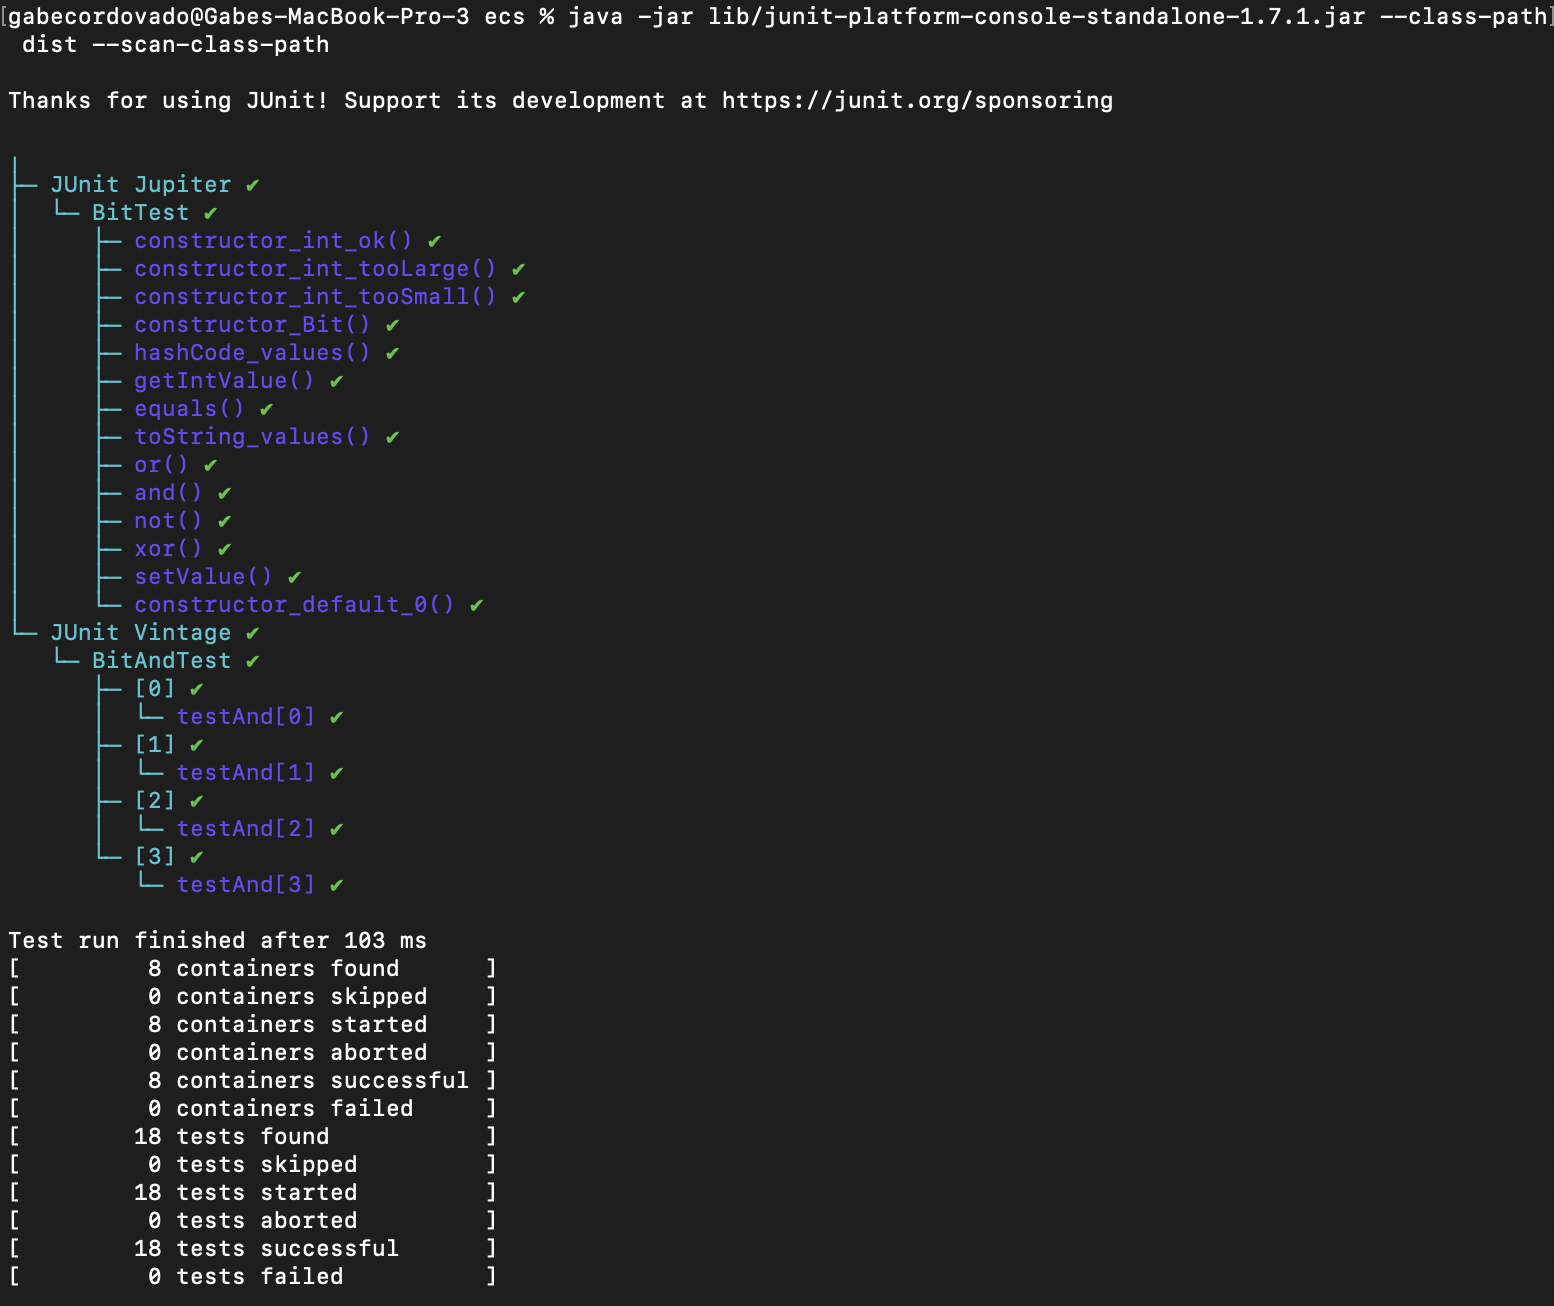 [gabecordovado@Gabes-MacBook-Pro-3 ecs % java -jar lib/junit-platform-console-standalone-1.7.1.jar --class-path]
 dist --scan-class-path

Thanks for using JUnit! Support its development at https://junit.org/sponsoring

╷
├─ JUnit Jupiter ✔
│  └─ BitTest ✔
│     ├─ constructor_int_ok() ✔
│     ├─ constructor_int_tooLarge() ✔
│     ├─ constructor_int_tooSmall() ✔
│     ├─ constructor_Bit() ✔
│     ├─ hashCode_values() ✔
│     ├─ getIntValue() ✔
│     ├─ equals() ✔
│     ├─ toString_values() ✔
│     ├─ or() ✔
│     ├─ and() ✔
│     ├─ not() ✔
│     ├─ xor() ✔
│     ├─ setValue() ✔
│     └─ constructor_default_0() ✔
└─ JUnit Vintage ✔
   └─ BitAndTest ✔
      ├─ [0] ✔
      │  └─ testAnd[0] ✔
      ├─ [1] ✔
      │  └─ testAnd[1] ✔
      ├─ [2] ✔
      │  └─ testAnd[2] ✔
      └─ [3] ✔
         └─ testAnd[3] ✔

Test run finished after 103 ms
[         8 containers found      ]
[         0 containers skipped    ]
[         8 containers started    ]
[         0 containers aborted    ]
[         8 containers successful ]
[         0 containers failed     ]
[        18 tests found           ]
[         0 tests skipped         ]
[        18 tests started         ]
[         0 tests aborted         ]
[        18 tests successful      ]
[         0 tests failed          ]